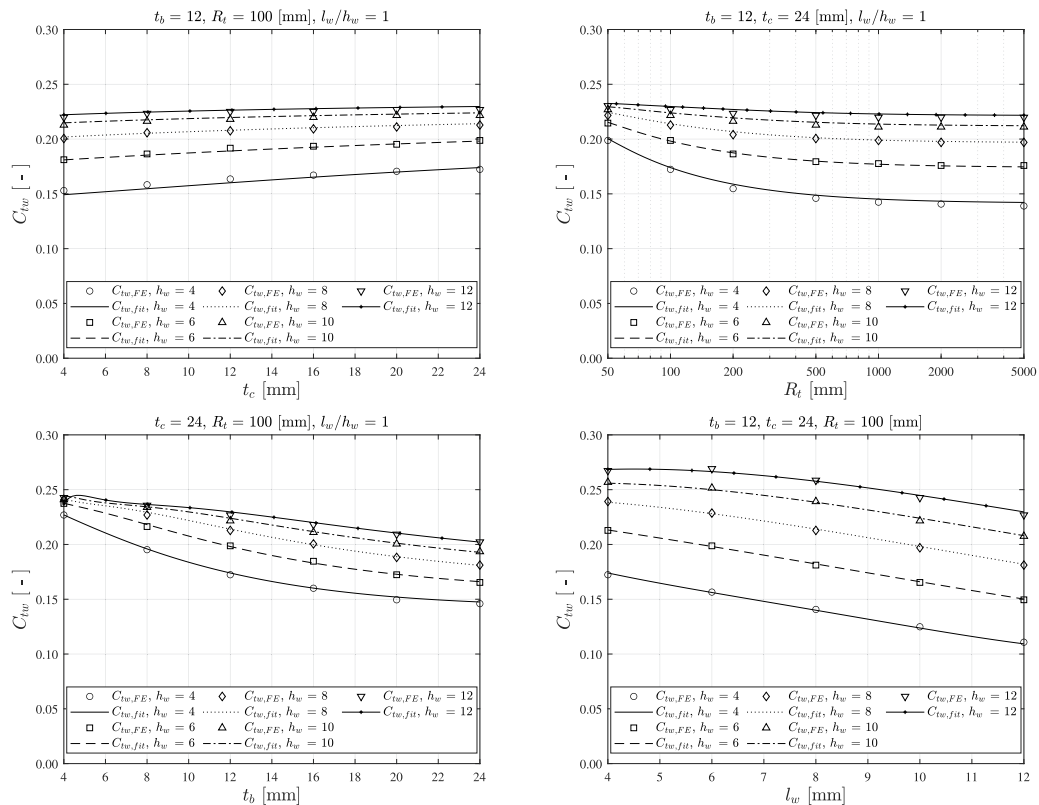 t_b = 12, R_t = 100 [mm], l_w/h_w = 1
0.30
0.25
0.20
0.15
0.10
0.05
0.00
C_tw [ - ]
C_tw,FE, h_w = 4
C_tw,fit, h_w = 4
C_tw,FE, h_w = 6
C_tw,fit, h_w = 6
C_tw,FE, h_w = 8
C_tw,fit, h_w = 8
C_tw,FE, h_w = 10
C_tw,fit, h_w = 10
C_tw,FE, h_w = 12
C_tw,fit, h_w = 12
4 6 8 10 12 14 16 18 20 22 24
t_c [mm]
t_b = 12, t_c = 24 [mm], l_w/h_w = 1
0.30
0.25
0.20
0.15
0.10
0.05
0.00
C_tw [ - ]
C_tw,FE, h_w = 4
C_tw,fit, h_w = 4
C_tw,FE, h_w = 6
C_tw,fit, h_w = 6
C_tw,FE, h_w = 8
C_tw,fit, h_w = 8
C_tw,FE, h_w = 10
C_tw,fit, h_w = 10
C_tw,FE, h_w = 12
C_tw,fit, h_w = 12
50 100 200 500 1000 2000 5000
R_t [mm]
t_c = 24, R_t = 100 [mm], l_w/h_w = 1
0.30
0.25
0.20
0.15
0.10
0.05
0.00
C_tw [ - ]
C_tw,FE, h_w = 4
C_tw,fit, h_w = 4
C_tw,FE, h_w = 6
C_tw,fit, h_w = 6
C_tw,FE, h_w = 8
C_tw,fit, h_w = 8
C_tw,FE, h_w = 10
C_tw,fit, h_w = 10
C_tw,FE, h_w = 12
C_tw,fit, h_w = 12
4 6 8 10 12 14 16 18 20 22 24
t_b [mm]
t_b = 12, t_c = 24, R_t = 100 [mm]
0.30
0.25
0.20
0.15
0.10
0.05
0.00
C_tw [ - ]
C_tw,FE, h_w = 4
C_tw,fit, h_w = 4
C_tw,FE, h_w = 6
C_tw,fit, h_w = 6
C_tw,FE, h_w = 8
C_tw,fit, h_w = 8
C_tw,FE, h_w = 10
C_tw,fit, h_w = 10
C_tw,FE, h_w = 12
C_tw,fit, h_w = 12
4 5 6 7 8 9 10 11 12
l_w [mm]